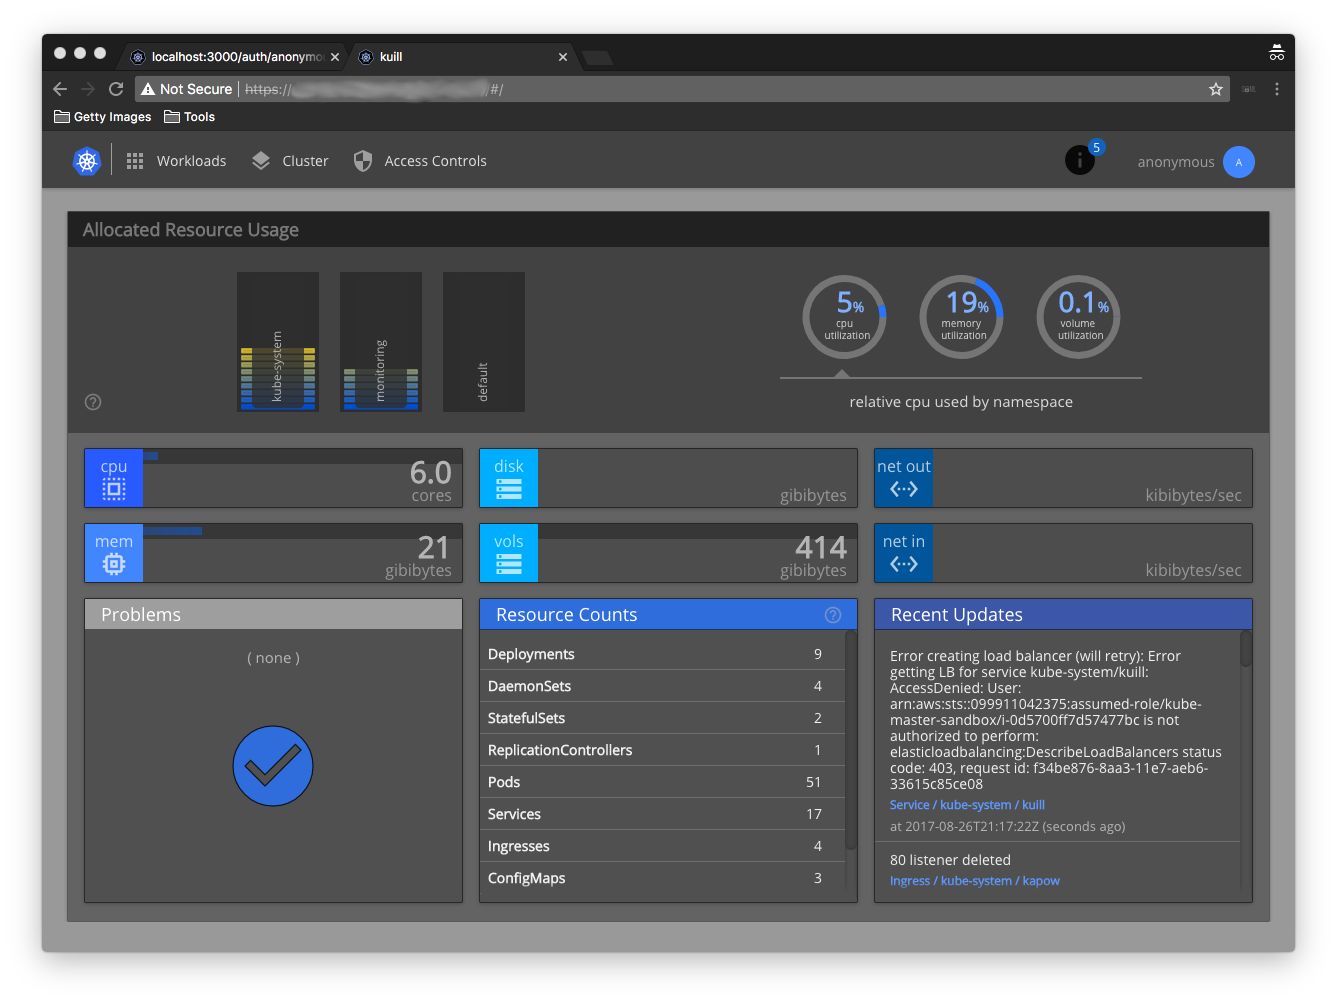 localhost:3000/auth/anonymo
kuill
Not Secure
https://
/#/
Getty Images
Tools
Workloads
Cluster
Access Controls
i
5
anonymous
A
Allocated Resource Usage
kube-system
monitoring
default
5%
cpu
utilization
19%
memory
utilization
0.1%
volume
utilization
?
relative cpu used by namespace
cpu
6.0
cores
disk
gibibytes
net out
kibibytes/sec
mem
21
gibibytes
vols
414
gibibytes
net in
kibibytes/sec
Problems
( none )
Resource Counts
?
Deployments 9
DaemonSets 4
StatefulSets 2
ReplicationControllers 1
Pods 51
Services 17
Ingresses 4
ConfigMaps 3
Recent Updates
Error creating load balancer (will retry): Error
getting LB for service kube-system/kuill:
AccessDenied: User:
arn:aws:sts::099911042375:assumed-role/kube-
master-sandbox/i-0d5700ff7d57477bc is not
authorized to perform:
elasticloadbalancing:DescribeLoadBalancers status
code: 403, request id: f34be876-8aa3-11e7-aeb6-
33615c85ce08
Service / kube-system / kuill
at 2017-08-26T21:17:22Z (seconds ago)
80 listener deleted
Ingress / kube-system / kapow